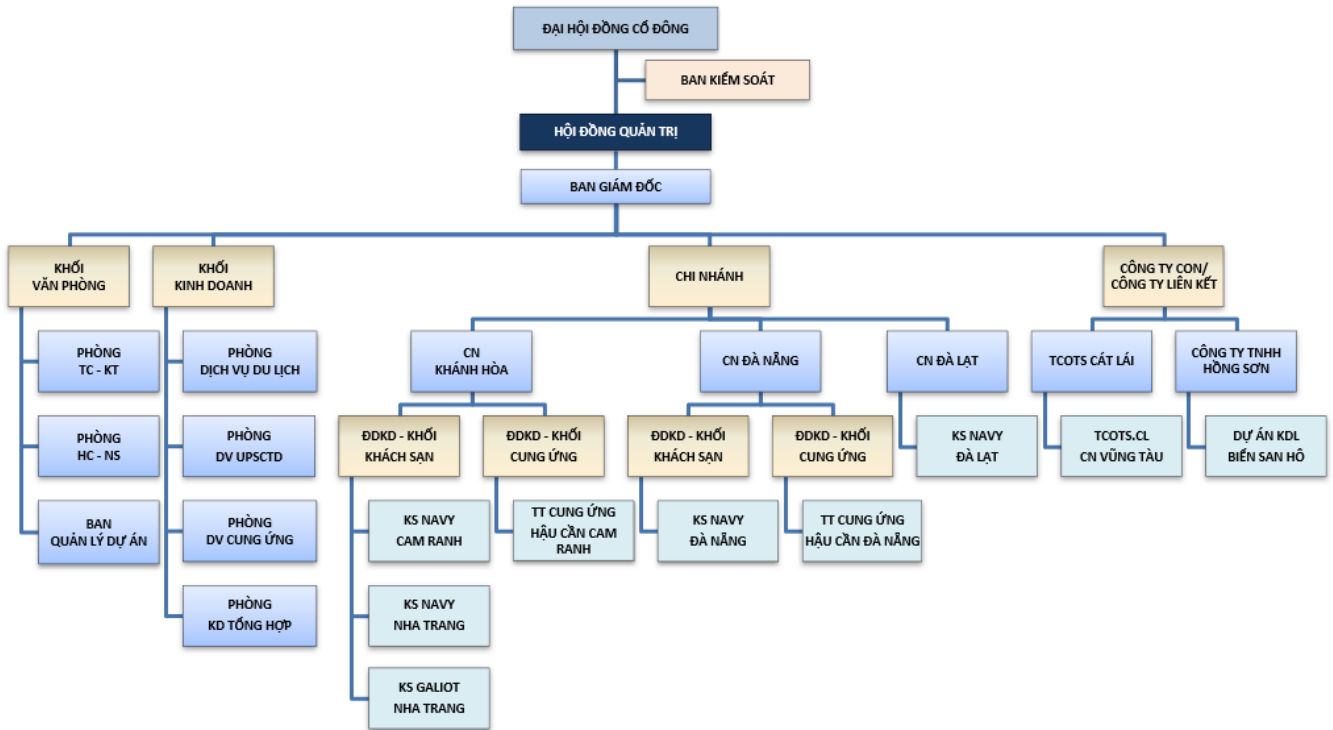 ĐẠI HỘI ĐỒNG CỔ ĐÔNG
BAN KIỂM SOÁT
HỘI ĐỒNG QUẢN TRỊ
BAN GIÁM ĐỐC
KHỐI
VĂN PHÒNG
KHỐI
KINH DOANH
CHI NHÁNH
CÔNG TY CON/
CÔNG TY LIÊN KẾT
PHÒNG
TC - KT
PHÒNG
DỊCH VỤ DU LỊCH
CN
KHÁNH HÒA
CN ĐÀ NẴNG
CN ĐÀ LẠT
TCOTS CÁT LÁI
CÔNG TY TNHH
HỒNG SƠN
PHÒNG
HC - NS
PHÒNG
DV UPSCTD
ĐDKD - KHỐI
KHÁCH SẠN
ĐDKD - KHỐI
CUNG ỨNG
ĐDKD - KHỐI
KHÁCH SẠN
ĐDKD - KHỐI
CUNG ỨNG
KS NAVY
ĐÀ LẠT
TCOTS.CL
CN VŨNG TÀU
DỰ ÁN KDL
BIỂN SAN HÔ
BAN
QUẢN LÝ DỰ ÁN
PHÒNG
DV CUNG ỨNG
KS NAVY
CAM RANH
TT CUNG ỨNG
HẬU CẦN CAM
RANH
KS NAVY
ĐÀ NẴNG
TT CUNG ỨNG
HẬU CẦN ĐÀ NẴNG
PHÒNG
KD TỔNG HỢP
KS NAVY
NHA TRANG
KS GALIOT
NHA TRANG